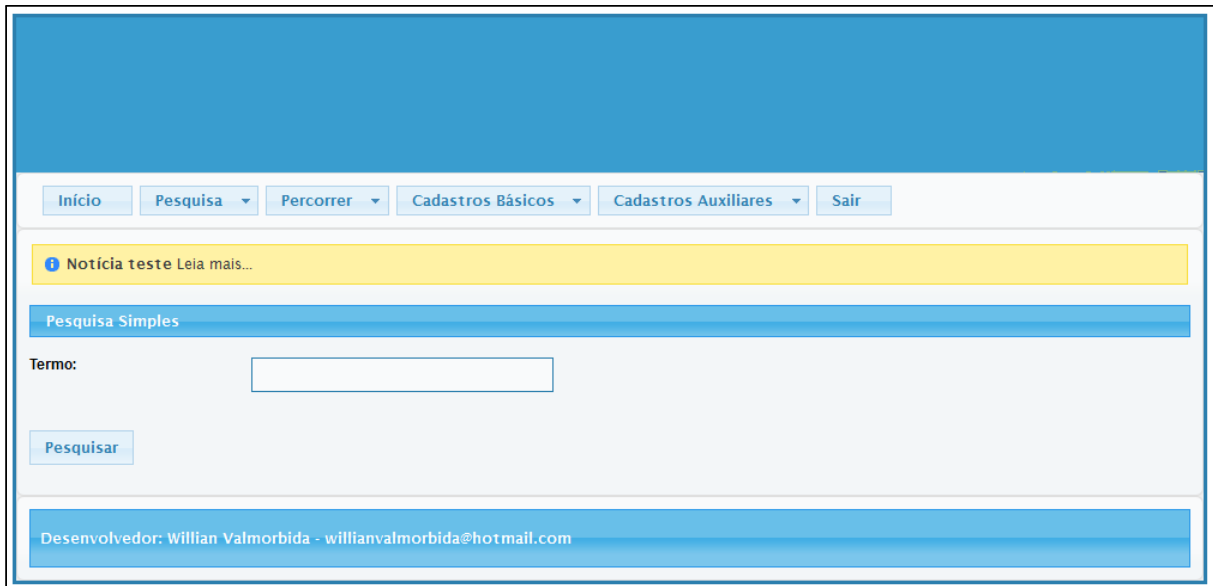 Início Pesquisa Percorrer Cadastros Básicos Cadastros Auxiliares Sair
Notícia teste Leia mais...
Pesquisa Simples
Termo:
Pesquisar
Desenvolvedor: Willian Valmorbida - willianvalmorbida@hotmail.com